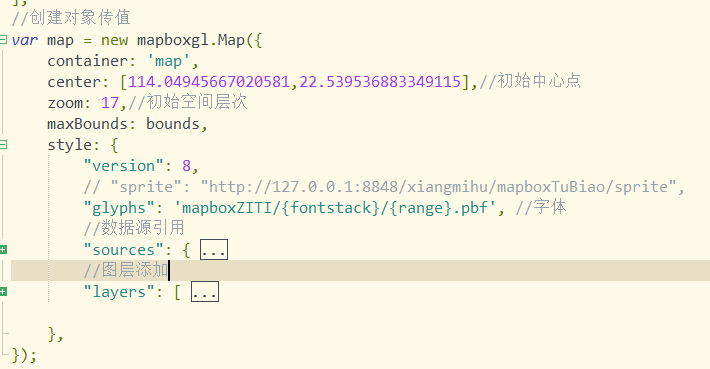 ];
//创建对象传值
var map = new mapboxgl.Map({
container: 'map',
center: [114.04945667020581,22.539536883349115],//初始中心点
zoom: 17,//初始空间层次
maxBounds: bounds,
style: {
"version": 8,
// "sprite": "http://127.0.0.1:8848/xiangmihu/mapboxTuBiao/sprite",
"glyphs": 'mapboxZITI/{fontstack}/{range}.pbf', //字体
//数据源引用
"sources": { ...
//图层添加
"layers": [ ...
},
});